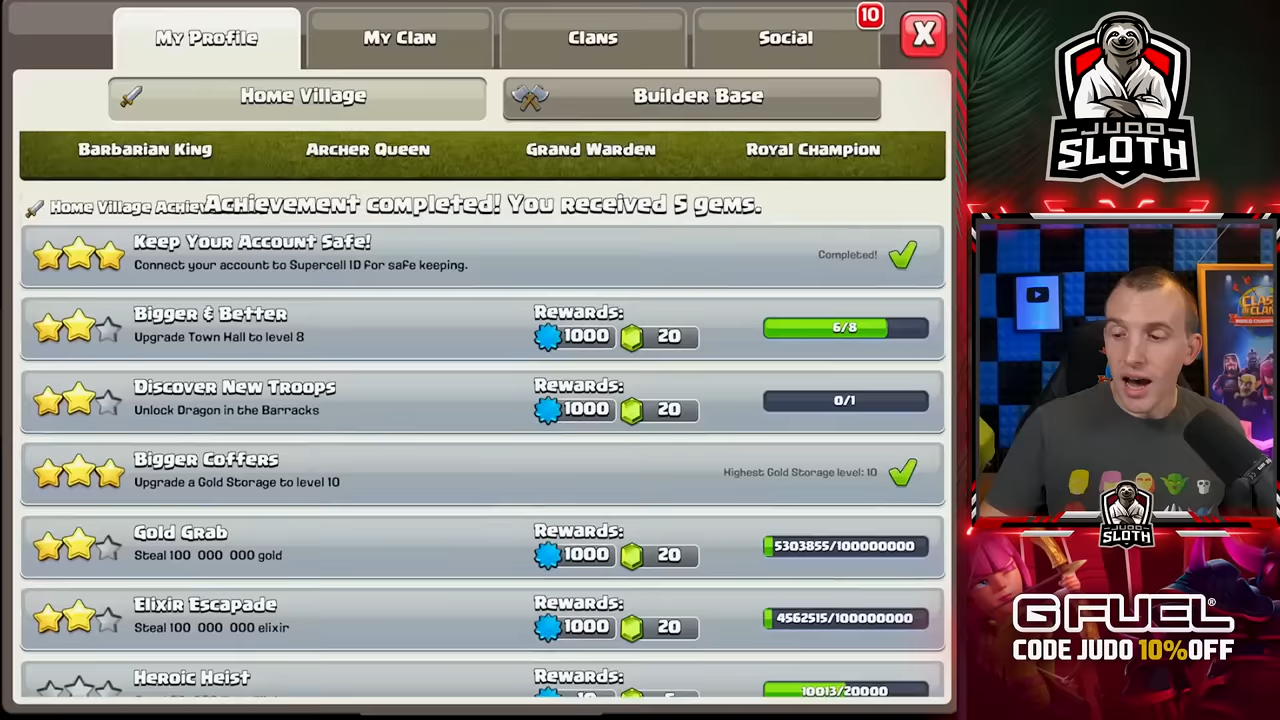 My Profile
My Clan
Clans
Social
10
X
Home Village
Builder Base
Barbarian King
Archer Queen
Grand Warden
Royal Champion
Home Village Achiev
Achievement completed! You received 5 gems.
Keep Your Account Safe!
Connect your account to Supercell ID for safe keeping.
Completed!
Bigger & Better
Upgrade Town Hall to level 8
Rewards:
1000
20
6/8
Discover New Troops
Unlock Dragon in the Barracks
Rewards:
1000
20
0/1
Bigger Coffers
Upgrade a Gold Storage to level 10
Highest Gold Storage level: 10
Gold Grab
Steal 100 000 000 gold
Rewards:
1000
20
5303855/100000000
Elixir Escapade
Steal 100 000 000 elixir
Rewards:
1000
20
4562515/100000000
Heroic Heist
Rewards:
10013/20000
JUDO
SLOTH
JUDO
SLOTH
G FUEL®
CODE JUDO 10%OFF